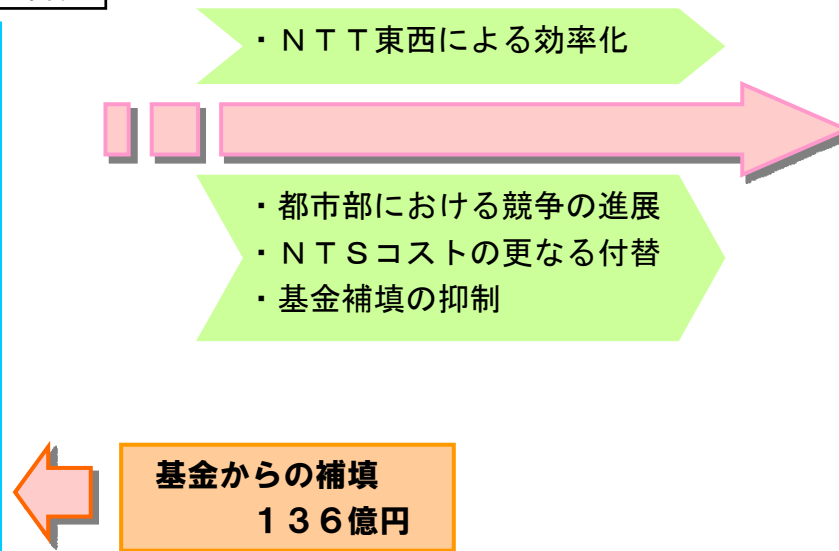 ・ＮＴＴ東西による効率化
・都市部における競争の進展
・ＮＴＳコストの更なる付替
・基金補填の抑制
基金からの補填
１３６億円